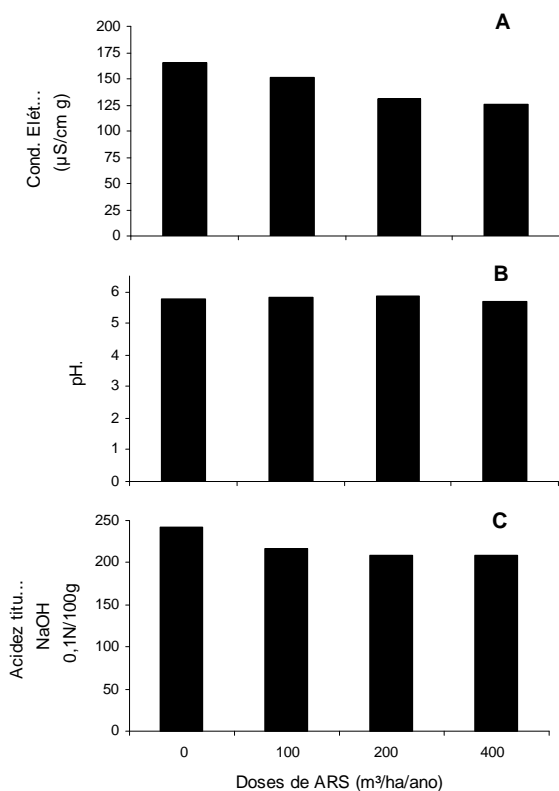 A
200
175
150
125
100
75
50
25
0
Cond. Elét...
(µS/cm g)
B
6
5
4
3
2
1
0
pH.
C
250
200
150
100
50
0
Acidez titu...
NaOH
0,1N/100g
0 100 200 400
Doses de ARS (m³/ha/ano)